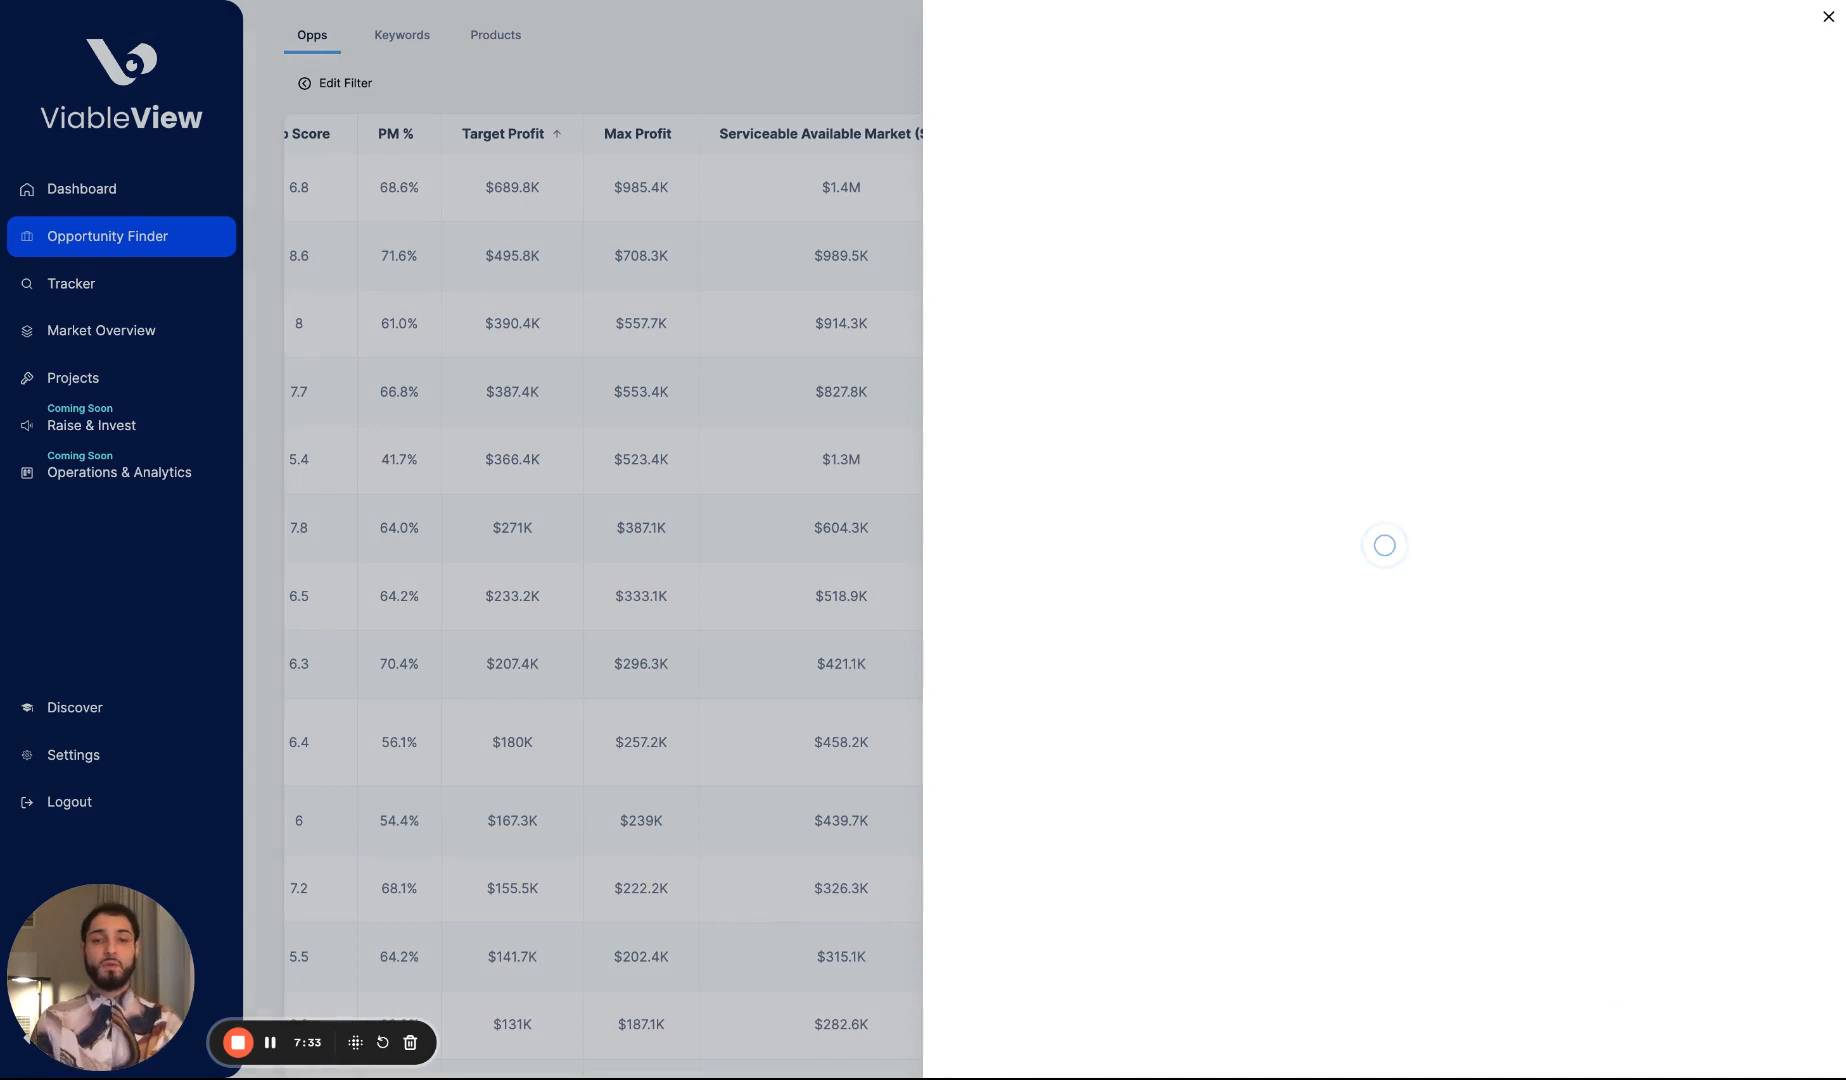 ViableView
Dashboard
Opportunity Finder
Tracker
Market Overview
Projects
Coming Soon
Raise & Invest
Coming Soon
Operations & Analytics
Discover
Settings
Logout
7:33
Opps Keywords Products
Edit Filter
Score PM % Target Profit Max Profit Serviceable Available Market
6.8 68.6% $689.8K $985.4K $1.4M
8.6 71.6% $495.8K $708.3K $989.5K
8 61.0% $390.4K $557.7K $914.3K
7.7 66.8% $387.4K $553.4K $827.8K
5.4 41.7% $366.4K $523.4K $1.3M
7.8 64.0% $271K $387.1K $604.3K
6.5 64.2% $233.2K $333.1K $518.9K
6.3 70.4% $207.4K $296.3K $421.1K
6.4 56.1% $180K $257.2K $458.2K
6 54.4% $167.3K $239K $439.7K
7.2 68.1% $155.5K $222.2K $326.3K
5.5 64.2% $141.7K $202.4K $315.1K
$131K $187.1K $282.6K